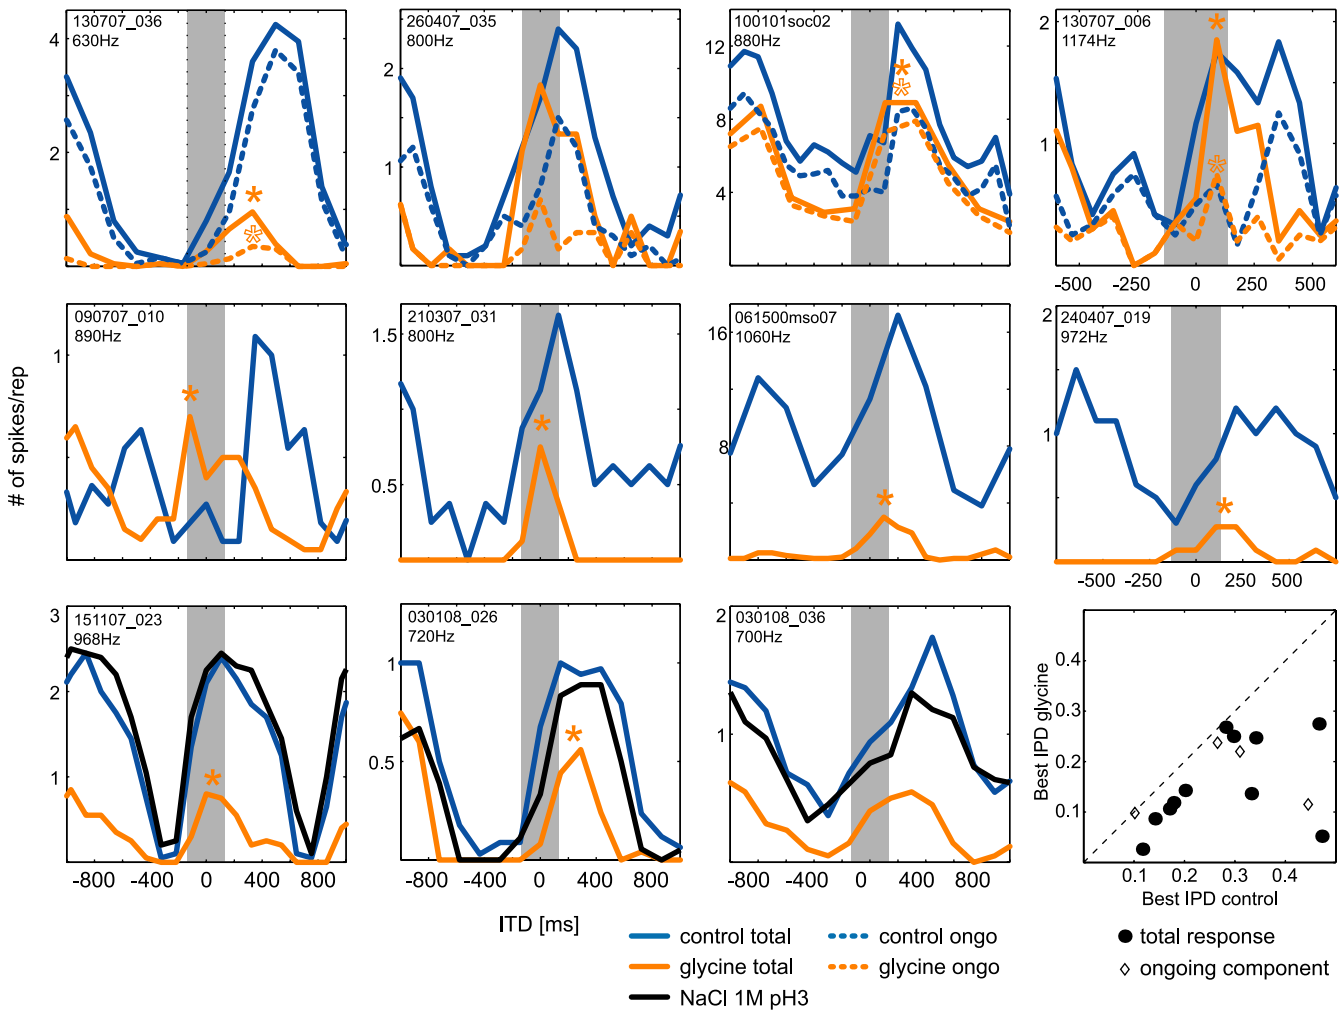 130707_036
630Hz
4
2
260407_035
800Hz
2
1
100101soc02
880Hz
12
8
4
130707_006
1174Hz
2
1
-500 -250 0 250 500
090707_010
890Hz
1
210307_031
800Hz
1.5
1.0
0.5
061500mso07
1060Hz
16
8
240407_019
972Hz
2
1
-500 -250 0 250 500
# of spikes/rep
151107_023
968Hz
3
2
1
-800 -400 0 400 800
030108_026
720Hz
1
0.5
-800 -400 0 400 800
030108_036
700Hz
2
1
-800 -400 0 400 800
Best IPD glycine
0.4
0.3
0.2
0.1
0.1 0.2 0.3 0.4
Best IPD control
ITD [ms]
control total
control ongo
glycine total
glycine ongo
NaCl 1M pH3
total response
ongoing component